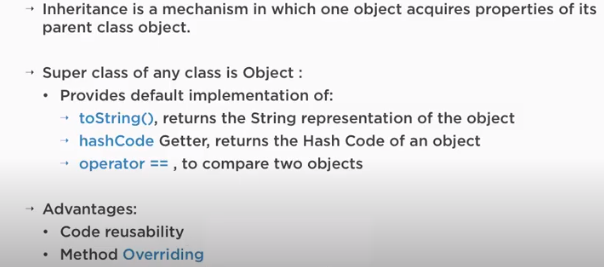 → Inheritance is a mechanism in which one object acquires properties of its
parent class object.
→ Super class of any class is Object :
• Provides default implementation of:
→ toString(), returns the String representation of the object
→ hashCode Getter, returns the Hash Code of an object
→ operator == , to compare two objects
→ Advantages:
• Code reusability
• Method Overriding